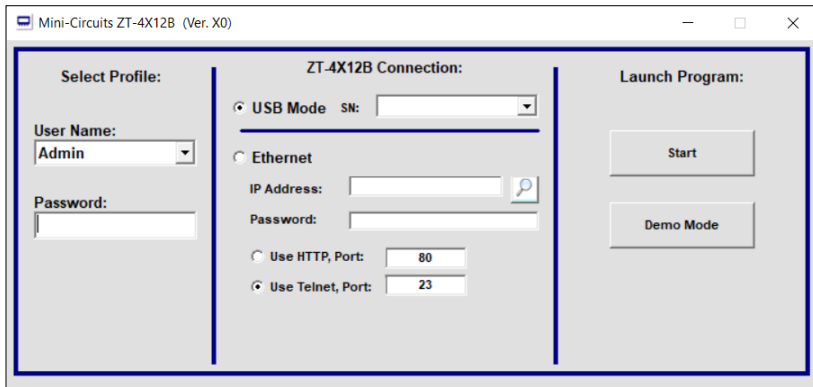 Mini-Circuits ZT-4X12B (Ver. X0)
Select Profile:
User Name:
Admin
Password:
ZT-4X12B Connection:
USB Mode SN:
Ethernet
IP Address:
Password:
Use HTTP, Port: 80
Use Telnet, Port: 23
Launch Program:
Start
Demo Mode